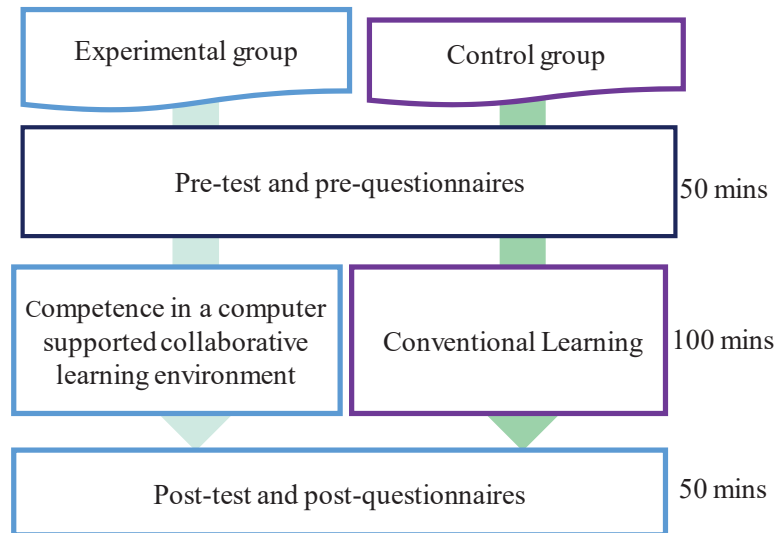 Experimental group
Control group
Pre-test and pre-questionnaires
50 mins
Competence in a computer
supported collaborative
learning environment
Conventional Learning
100 mins
Post-test and post-questionnaires
50 mins